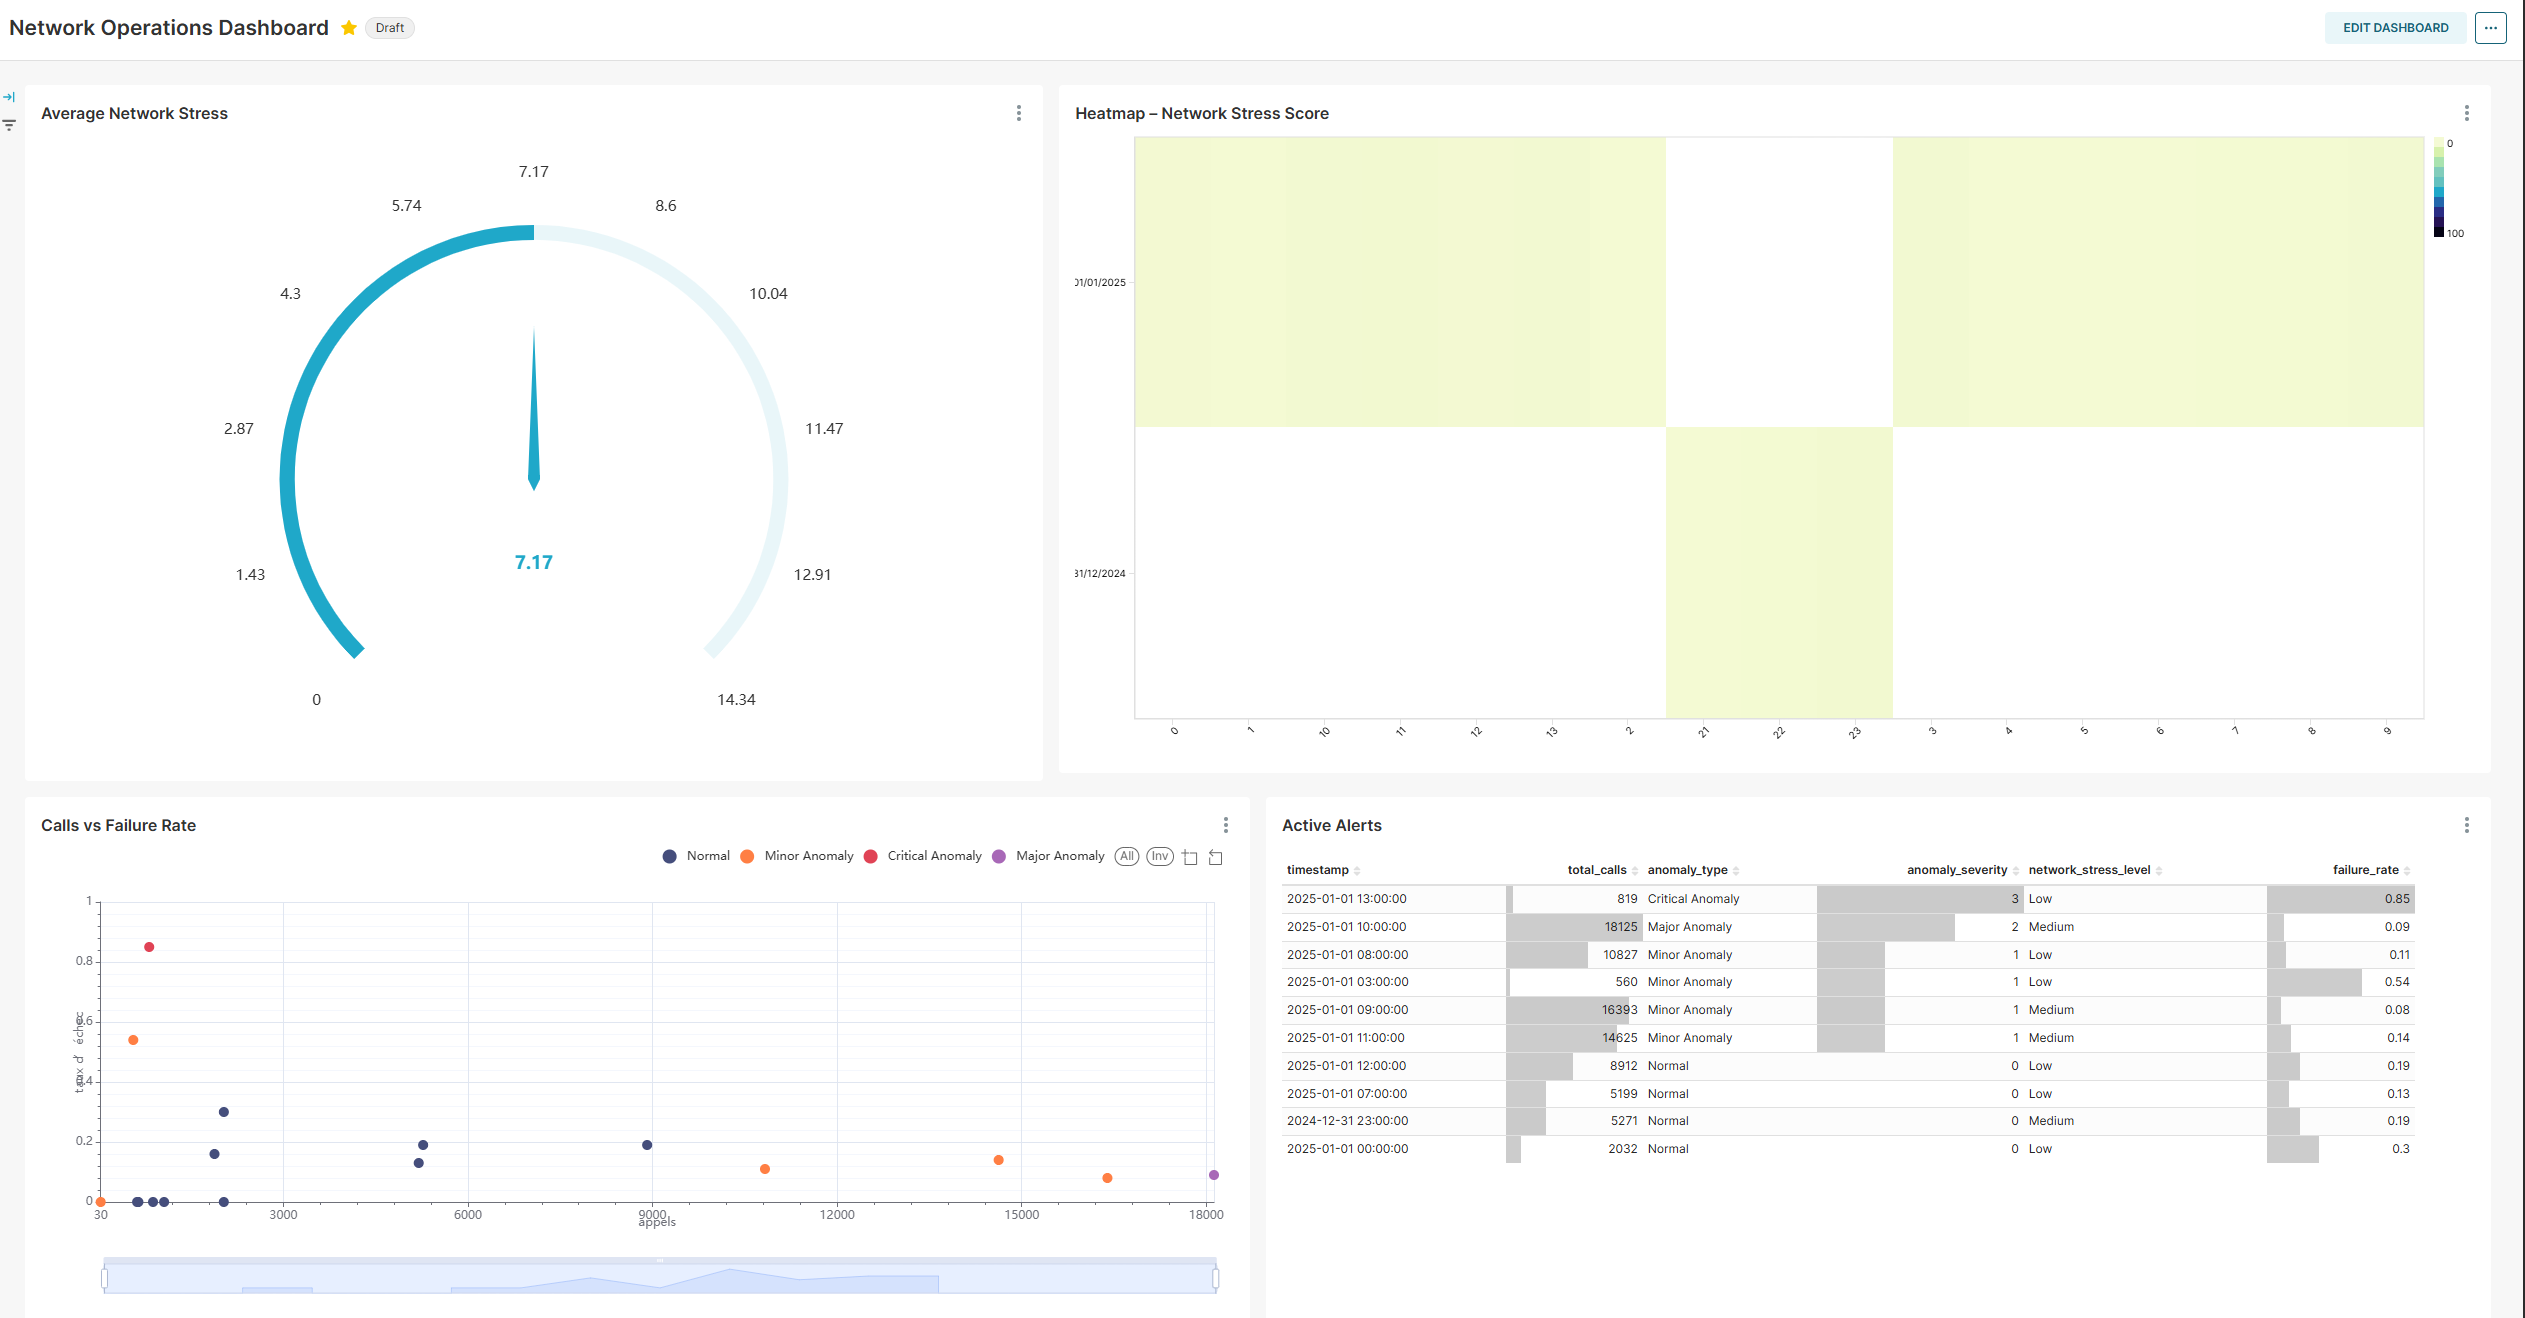 Network Operations Dashboard Draft EDIT DASHBOARD ...
Average Network Stress
7.17
5.74 8.6
4.3 10.04
2.87 11.47
7.17
1.43 12.91
0 14.34
Heatmap – Network Stress Score
0
100
01/01/2025
31/12/2024
0 1 10 11 12 13 2 21 22 23 3 4 5 6 7 8 9
Calls vs Failure Rate
Normal Minor Anomaly Critical Anomaly Major Anomaly All Inv
1
0.8
0.6
0.4
0.2
0
taux d'échec
30 3000 6000 9000 12000 15000 18000
appels
Active Alerts
timestamp total_calls anomaly_type anomaly_severity network_stress_level failure_rate
2025-01-01 13:00:00 819 Critical Anomaly 3 Low 0.85
2025-01-01 10:00:00 18125 Major Anomaly 2 Medium 0.09
2025-01-01 08:00:00 10827 Minor Anomaly 1 Low 0.11
2025-01-01 03:00:00 560 Minor Anomaly 1 Low 0.54
2025-01-01 09:00:00 16393 Minor Anomaly 1 Medium 0.08
2025-01-01 11:00:00 14625 Minor Anomaly 1 Medium 0.14
2025-01-01 12:00:00 8912 Normal 0 Low 0.19
2025-01-01 07:00:00 5199 Normal 0 Low 0.13
2024-12-31 23:00:00 5271 Normal 0 Medium 0.19
2025-01-01 00:00:00 2032 Normal 0 Low 0.3